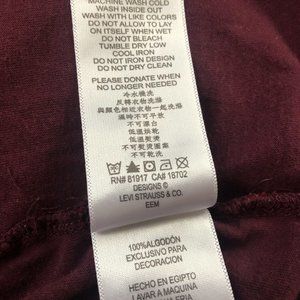 MACHINE WASH COLD
WASH INSIDE OUT
WASH WITH LIKE COLORS
DO NOT ALLOW TO LAY
ON ITSELF WHEN WET
DO NOT BLEACH
TUMBLE DRY LOW
COOL IRON
DO NOT IRON DESIGN
DO NOT DRY CLEAN
PLEASE DONATE WHEN
NO LONGER NEEDED
冷水機洗
反轉衣物洗滌
與顏色相近衣物一起洗滌
濕時不可平放
不可漂白
低溫烘乾
低溫熨燙
不可熨燙圖案
不可乾洗
RN# 81917 CA# 18702
DESIGNS ©
LEVI STRAUSS & CO.
EEM
100% ALGODÓN
EXCLUSIVO PARA
DECORACION
HECHO EN EGIPTO
LAVAR A MAQUINA